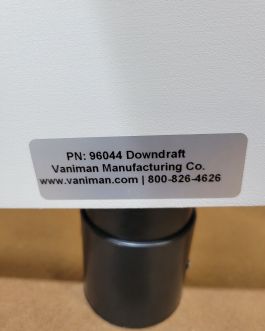 PN: 96044 Downdraft
Vaniman Manufacturing Co.
www.vaniman.com | 800-826-4626